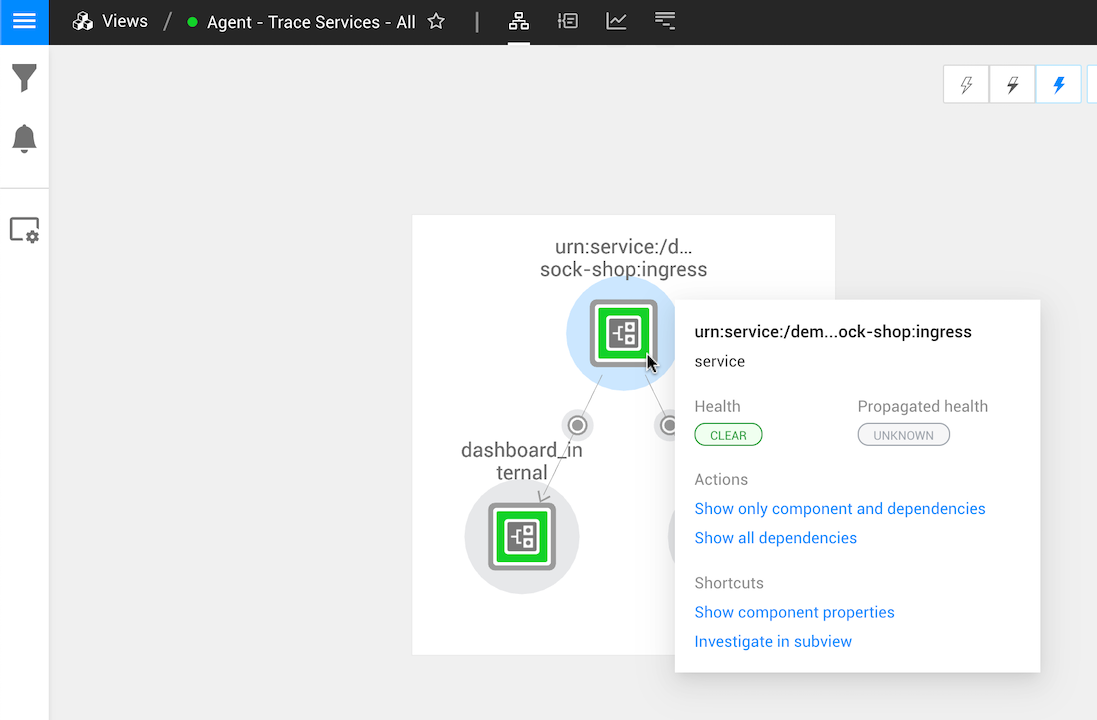 Views / Agent - Trace Services - All
urn:service:/d...
sock-shop:ingress
dashboard_in
ternal
urn:service:/dem...ock-shop:ingress
service
Health
Propagated health
CLEAR
UNKNOWN
Actions
Show only component and dependencies
Show all dependencies
Shortcuts
Show component properties
Investigate in subview